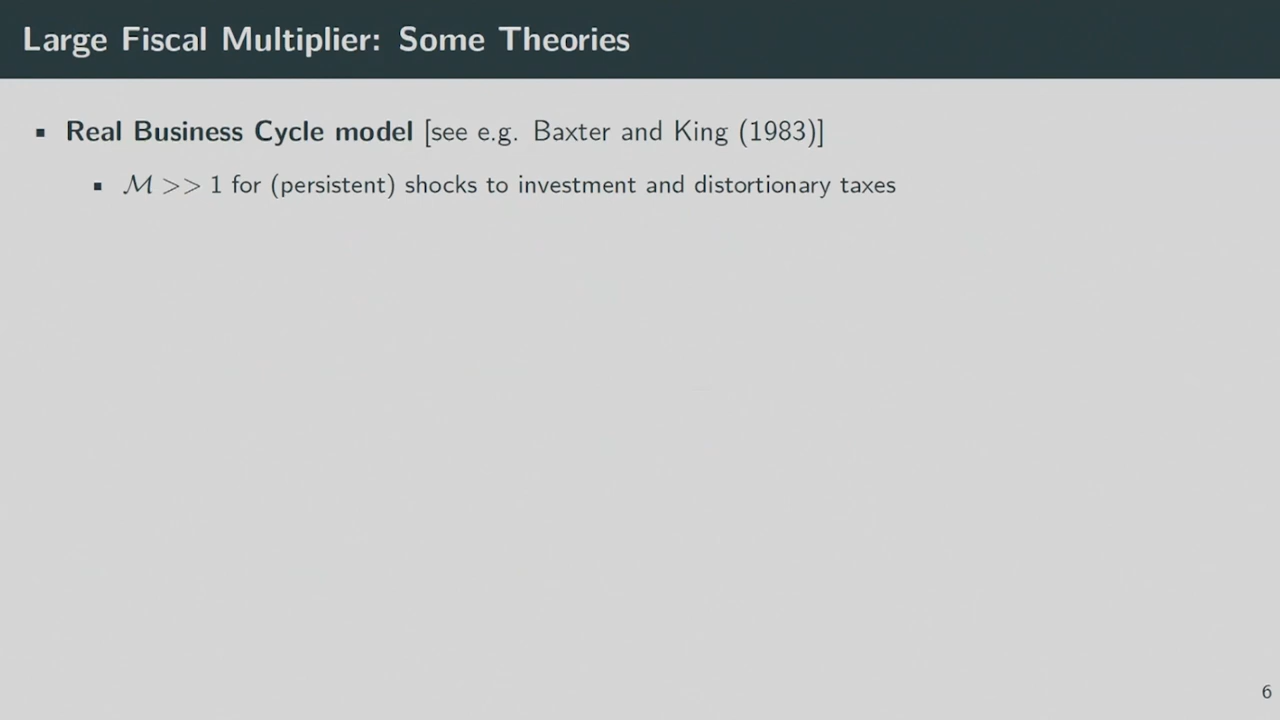 Large Fiscal Multiplier: Some Theories
▪ Real Business Cycle model [see e.g. Baxter and King (1983)]
▪ ℳ >> 1 for (persistent) shocks to investment and distortionary taxes
6